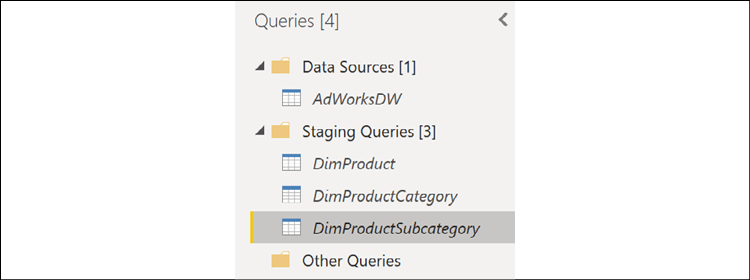 Queries [4]
Data Sources [1]
AdWorksDW
Staging Queries [3]
DimProduct
DimProductCategory
DimProductSubcategory
Other Queries